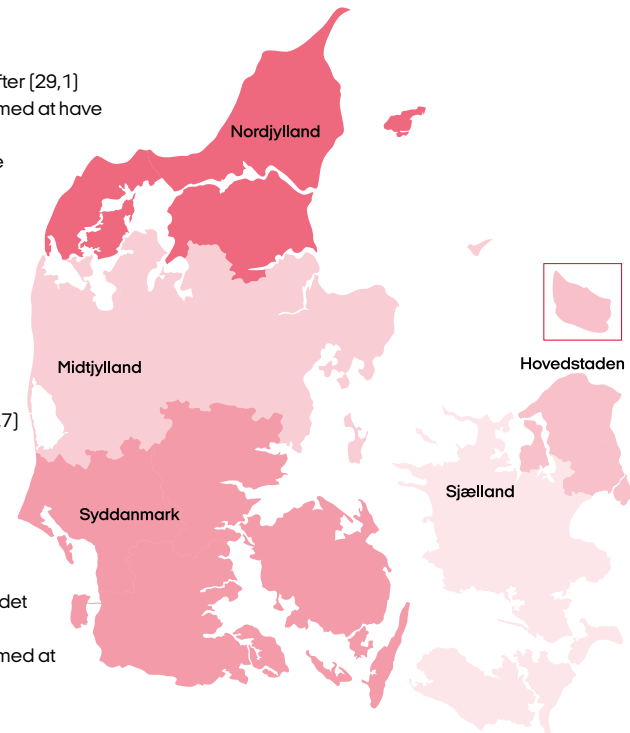 fter (29,1)
med at have
e
Nordjylland
Hovedstaden
Midtjylland
,7)
Sjælland
Syddanmark
det
med at